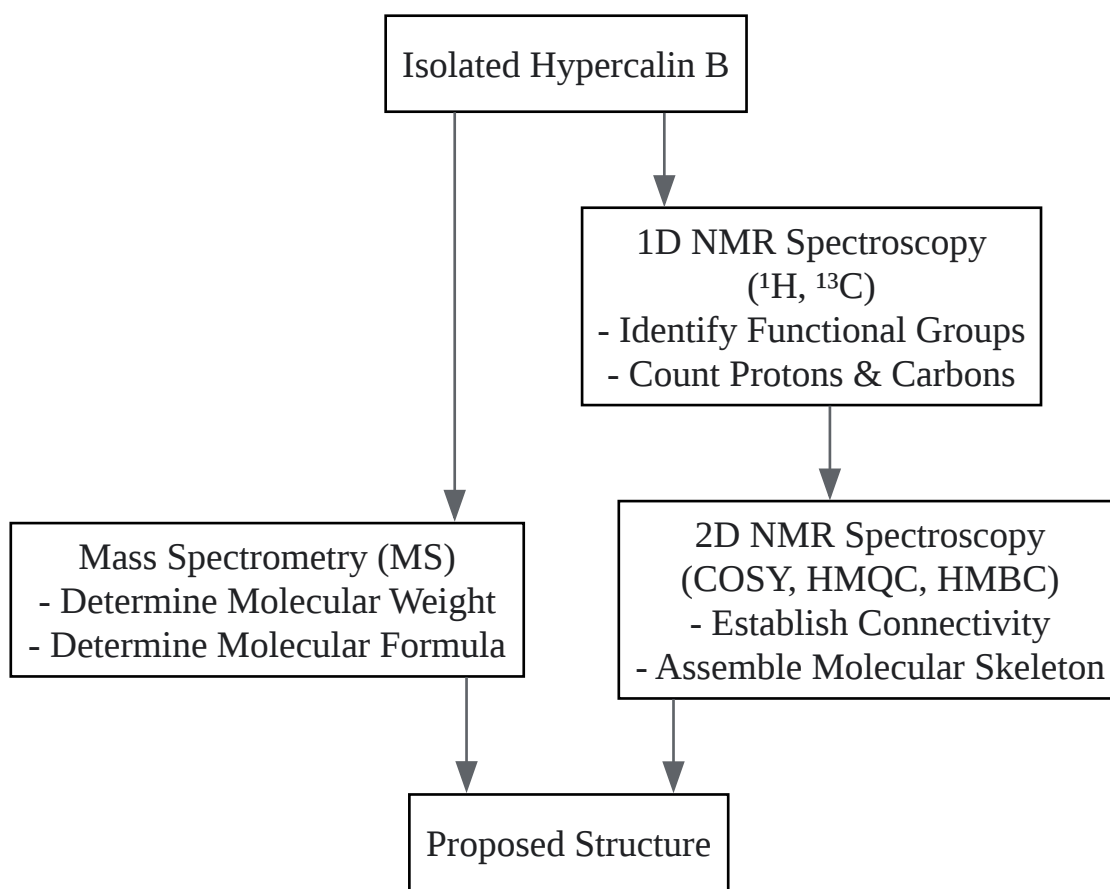 Isolated Hypercalin B
1D NMR Spectroscopy
(¹H, ¹³C)
- Identify Functional Groups
- Count Protons & Carbons
Mass Spectrometry (MS)
- Determine Molecular Weight
- Determine Molecular Formula
2D NMR Spectroscopy
(COSY, HMQC, HMBC)
- Establish Connectivity
- Assemble Molecular Skeleton
Proposed Structure